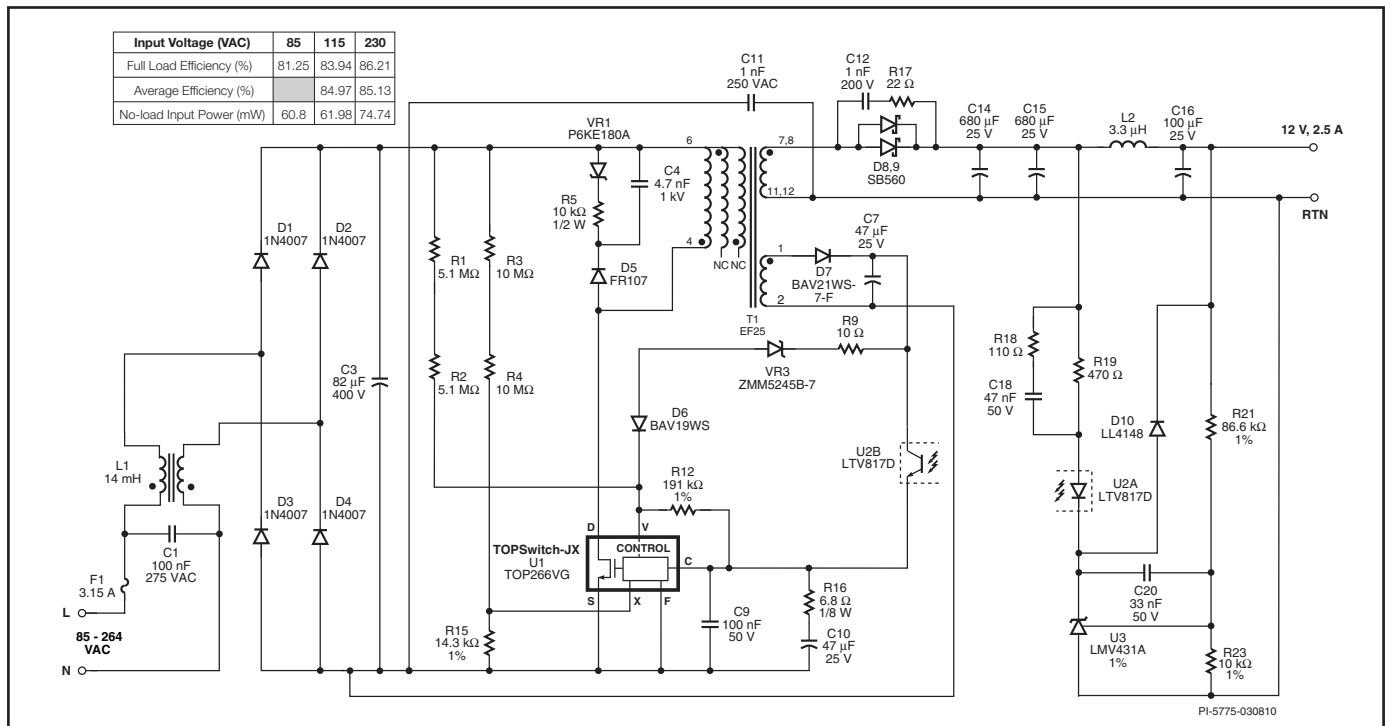 Input Voltage (VAC) 85 115 230
Full Load Efficiency (%) 81.25 83.94 86.21
Average Efficiency (%) 84.97 85.13
No-load Input Power (mW) 60.8 61.98 74.74
C11
1 nF
250 VAC
C12
1 nF
200 V
R17
22 Ω
C14
680 µF
25 V
C15
680 µF
25 V
L2
3.3 µH
C16
100 µF
25 V
12 V, 2.5 A
RTN
VR1
P6KE180A
C4
4.7 nF
1 kV
R5
10 kΩ
1/2 W
6
4
NC NC
7,8
11,12
D8,9
SB560
D1
1N4007
D2
1N4007
R1
5.1 MΩ
R3
10 MΩ
D5
FR107
1
2
T1
EF25
D7
BAV21WS-
7-F
C7
47 µF
25 V
R9
10 Ω
VR3
ZMM5245B-7
C3
82 µF
400 V
R2
5.1 MΩ
R4
10 MΩ
D6
BAV19WS
R18
110 Ω
C18
47 nF
50 V
R19
470 Ω
D10
LL4148
R21
86.6 kΩ
1%
L1
14 mH
D3
1N4007
D4
1N4007
C1
100 nF
275 VAC
F1
3.15 A
L
85 - 264
VAC
N
R12
191 kΩ
1%
U2B
LTV817D
U2A
LTV817D
TOPSwitch-JX
U1
TOP266VG
D
V
CONTROL
C
S
X
F
R15
14.3 kΩ
1%
C9
100 nF
50 V
R16
6.8 Ω
1/8 W
C10
47 µF
25 V
C20
33 nF
50 V
U3
LMV431A
1%
R23
10 kΩ
1%
PI-5775-030810